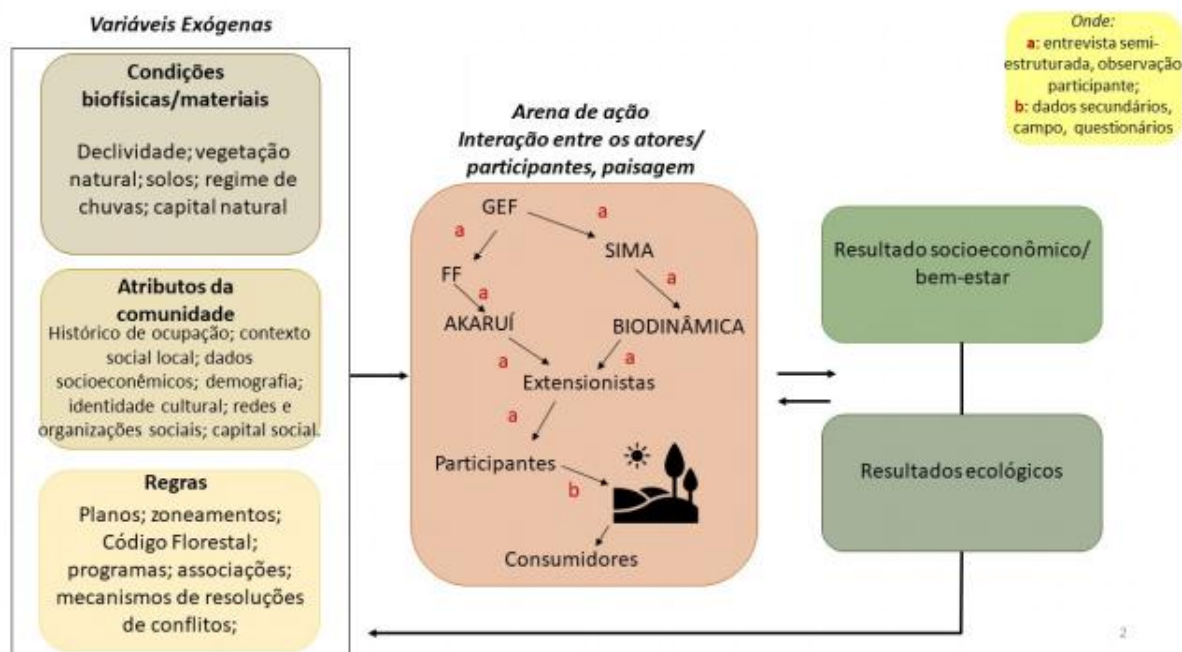 Variáveis Exógenas
Condições
biofísicas/materiais
Declividade; vegetação
natural; solos; regime de
chuvas; capital natural
Atributos da
comunidade
Histórico de ocupação; contexto
social local; dados
socioeconêmicos; demografia;
identidade cultural; redes e
organizações sociais; capital social.
Regras
Planos; zoneamentos;
Código Florestal;
programas; associações;
mecanismos de resoluções
de conflitos;
Arena de ação
Interação entre os atores/
participantes, paisagem
GEF
a
a
FF
SIMA
a
a
AKARUÍ
BIODINÂMICA
a
a
Extensionistas
a
Participantes
b
Consumidores
Onde:
a: entrevista semi-
estruturada, observação
participante;
b: dados secundários,
campo, questionários
Resultado socioeconômico/
bem-estar
Resultados ecológicos
2